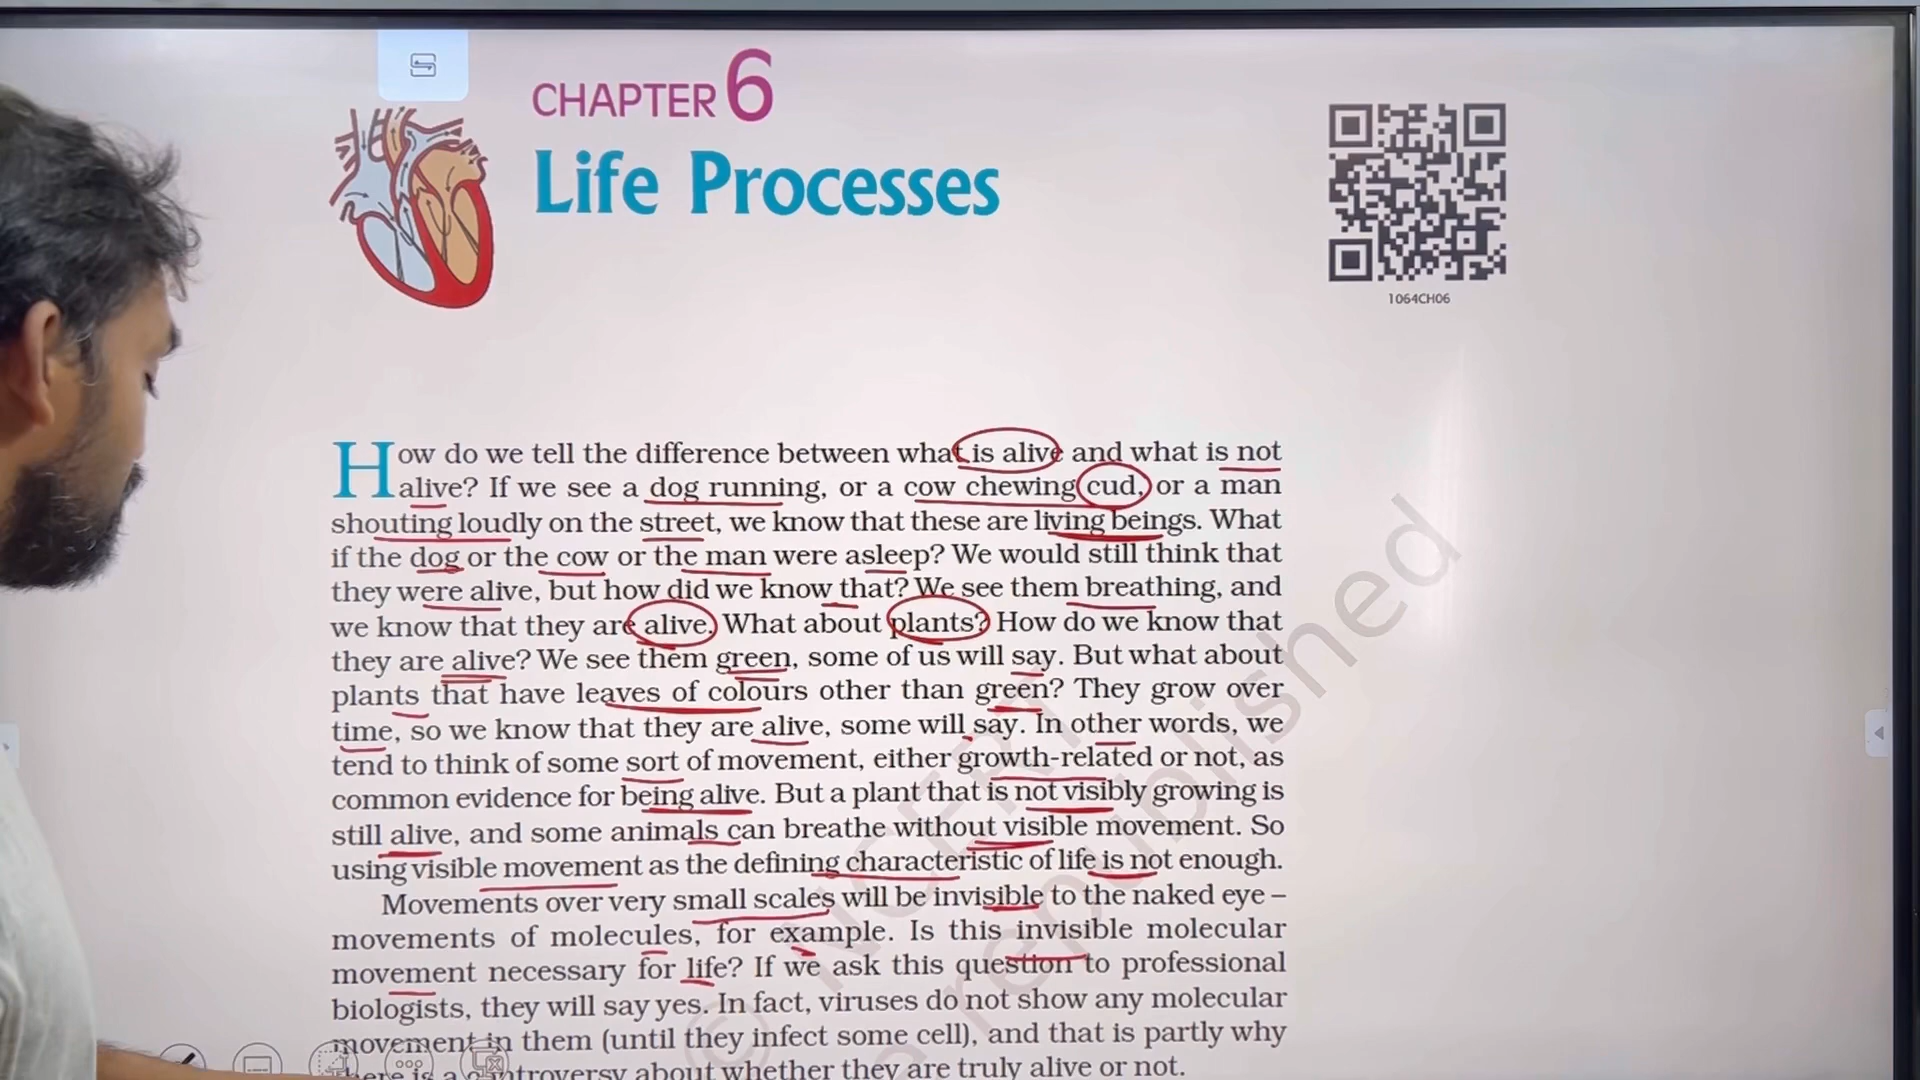 CHAPTER 6
Life Processes
1064CH06
How do we tell the difference between what is alive and what is not
alive? If we see a dog running, or a cow chewing cud, or a man
shouting loudly on the street, we know that these are living beings. What
if the dog or the cow or the man were asleep? We would still think that
they were alive, but how did we know that? We see them breathing, and
we know that they are alive. What about plants? How do we know that
they are alive? We see them green, some of us will say. But what about
plants that have leaves of colours other than green? They grow over
time, so we know that they are alive, some will say. In other words, we
tend to think of some sort of movement, either growth-related or not, as
common evidence for being alive. But a plant that is not visibly growing is
still alive, and some animals can breathe without visible movement. So
using visible movement as the defining characteristic of life is not enough.
Movements over very small scales will be invisible to the naked eye –
movements of molecules, for example. Is this invisible molecular
movement necessary for life? If we ask this question to professional
biologists, they will say yes. In fact, viruses do not show any molecular
movement in them (until they infect some cell), and that is partly why
there is a controversy about whether they are truly alive or not.
© NCERT
republished